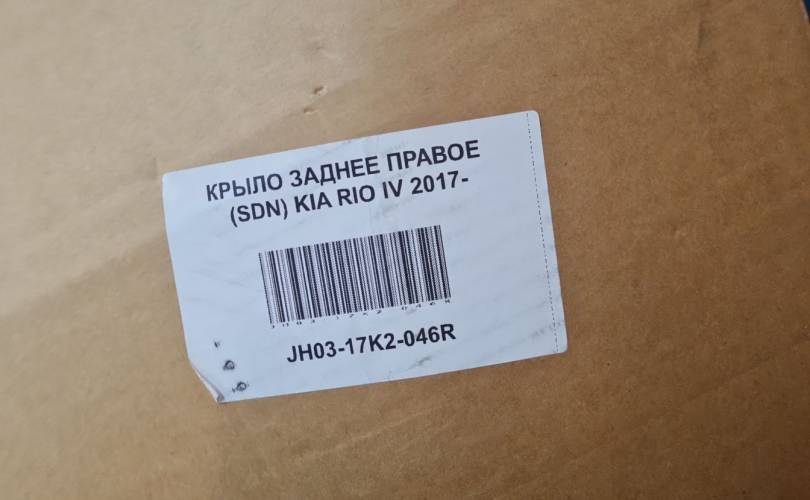 КРЫЛО ЗАДНЕЕ ПРАВОЕ
(SDN) KIA RIO IV 2017-
JH03-17K2-046R